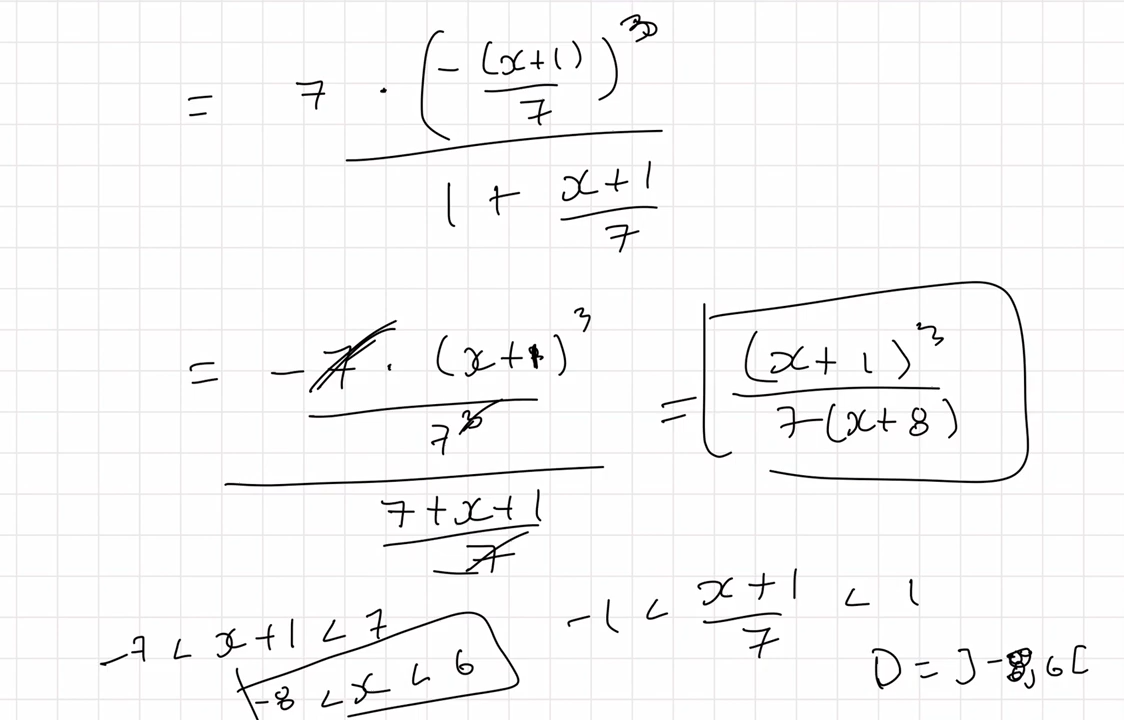 = 7 · (-(x+1)/7)^3 / (1 + (x+1)/7)
= (-7 · (x+1)^3 / 7^3) / ((7+x+1)/7) = (x+1)^3 / 7-(x+8)
-1 < (x+1)/7 < 1
-7 < x+1 < 7
-8 < x < 6
D = ]-8, 6[